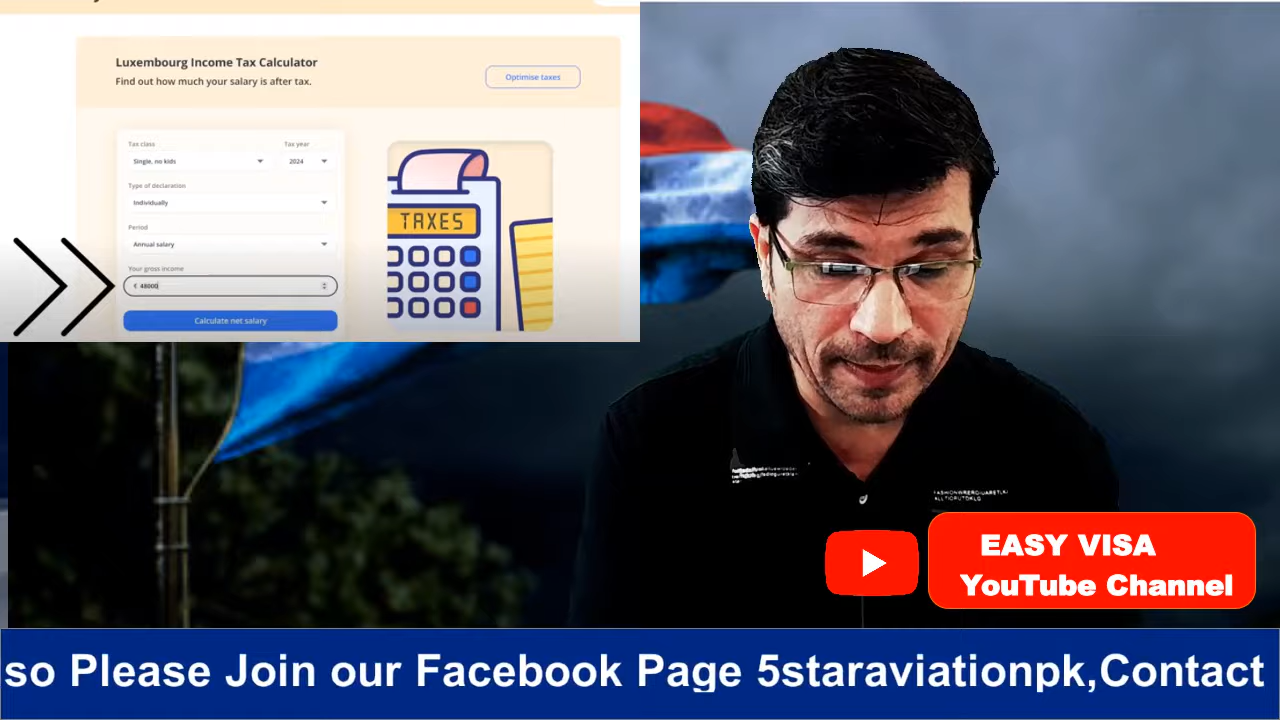 Luxembourg Income Tax Calculator
Find out how much your salary is after tax.
Optimise taxes
Tax class
Tax year
Single, no kids
2024
Type of declaration
Individually
Period
Annual salary
Your gross income
€ 48000
Calculate net salary
TAXES
EASY VISA
YouTube Channel
so Please Join our Facebook Page 5staraviationpk,Contact